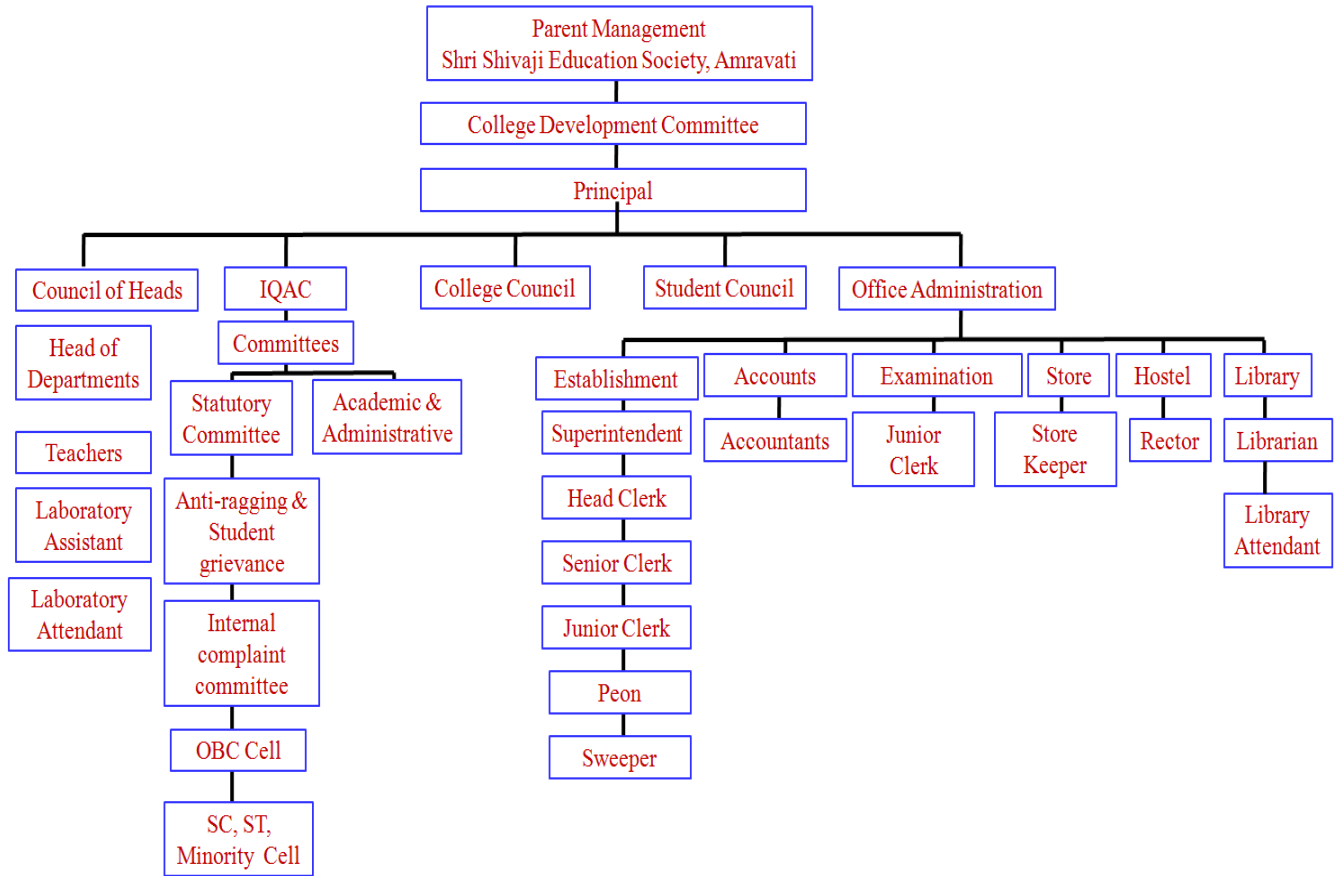 Parent Management
Shri Shivaji Education Society, Amravati
College Development Committee
Principal
Council of Heads
IQAC
College Council
Student Council
Office Administration
Head of
Departments
Teachers
Laboratory
Assistant
Laboratory
Attendant
Committees
Statutory
Committee
Academic &
Administrative
Anti-ragging &
Student
grievance
Internal
complaint
committee
OBC Cell
SC, ST,
Minority Cell
Establishment
Superintendent
Head Clerk
Senior Clerk
Junior Clerk
Peon
Sweeper
Accounts
Accountants
Examination
Junior
Clerk
Store
Store
Keeper
Hostel
Rector
Library
Librarian
Library
Attendant